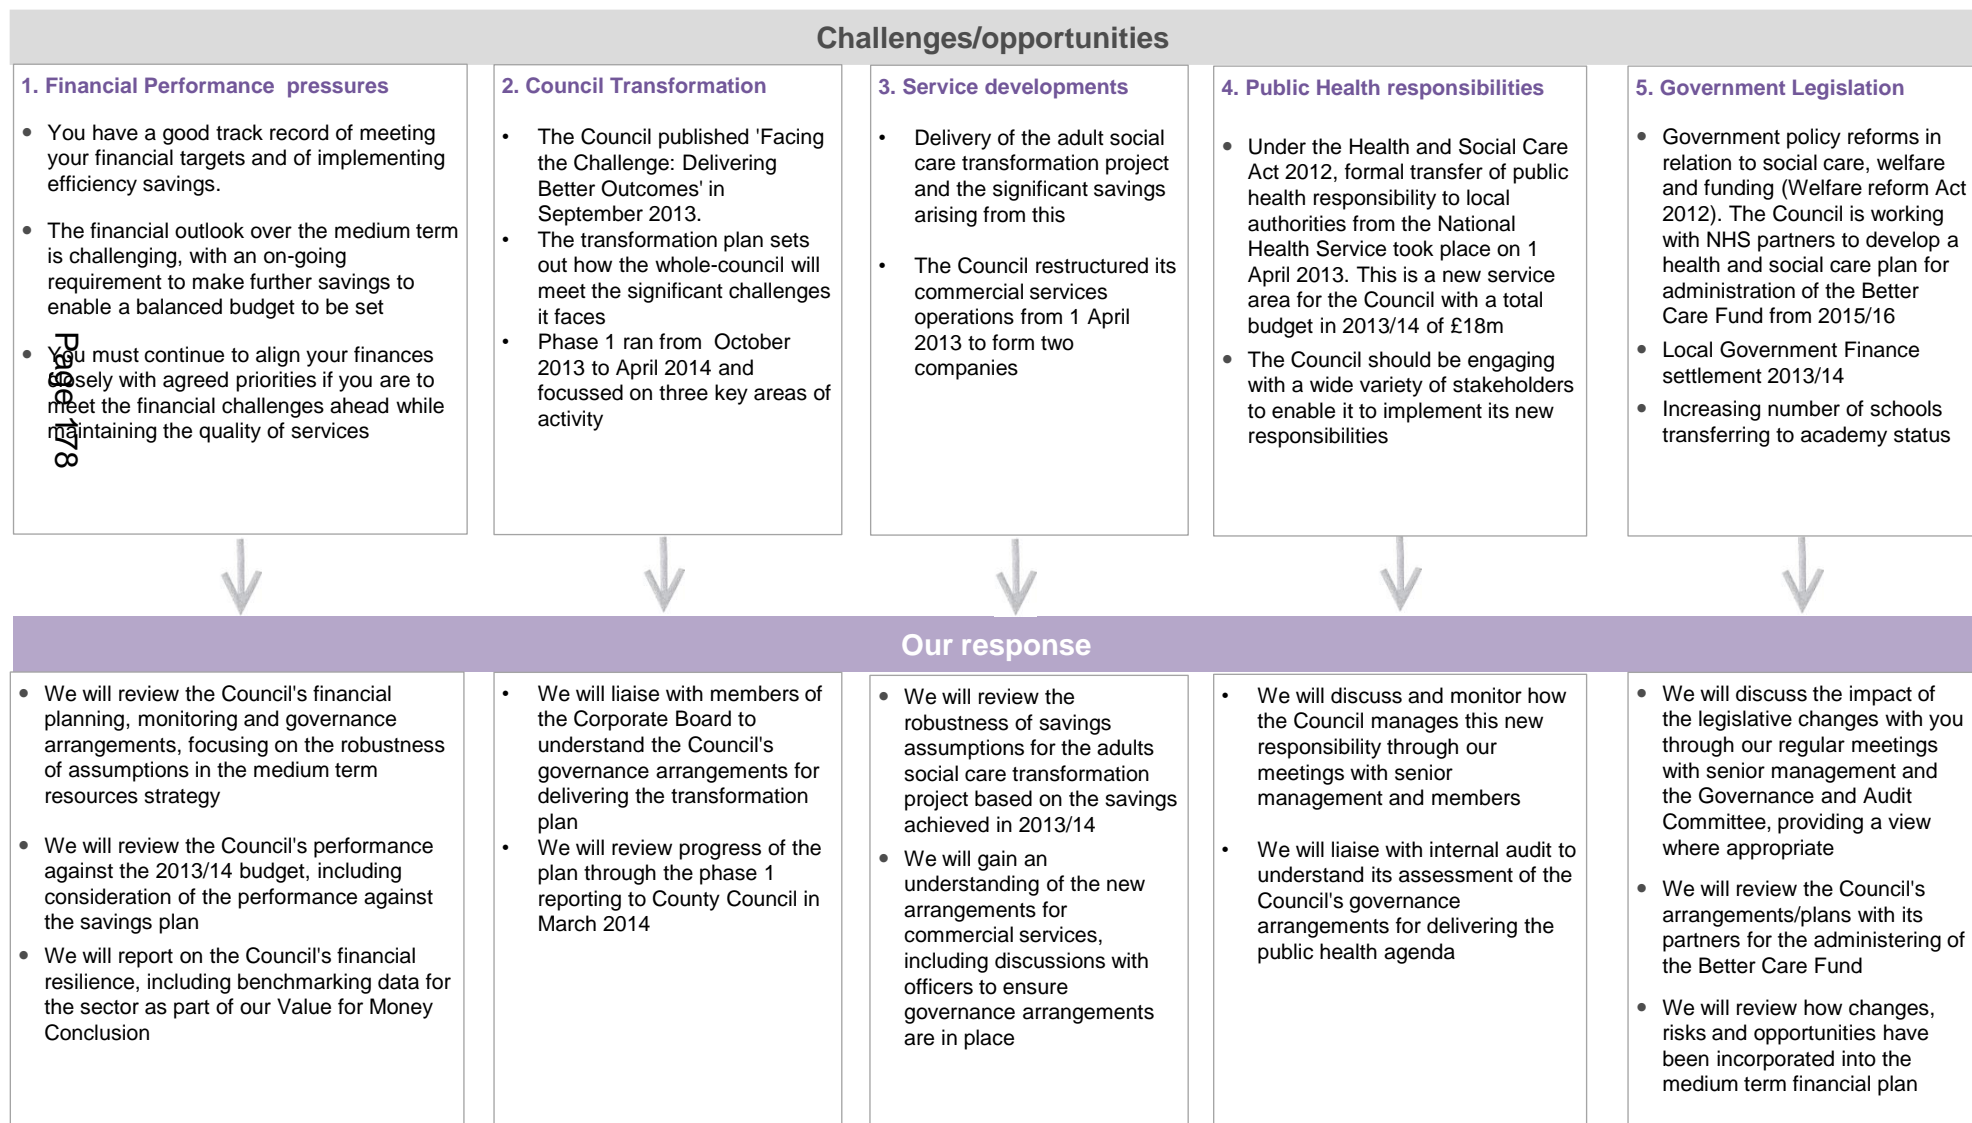 Challenges/opportunities
1. Financial Performance  pressures
• You have a good track record of meeting
your financial targets and of implementing
efficiency savings.
• The financial outlook over the medium term
is challenging, with an on-going
requirement to make further savings to
enable a balanced budget to be set
• You must continue to align your finances
closely with agreed priorities if you are to
meet the financial challenges ahead while
maintaining the quality of services
Page 178
2. Council Transformation
• The Council published 'Facing
the Challenge: Delivering
Better Outcomes' in
September 2013.
• The transformation plan sets
out how the whole-council will
meet the significant challenges
it faces
• Phase 1 ran from  October
2013 to April 2014 and
focussed on three key areas of
activity
3. Service developments
• Delivery of the adult social
care transformation project
and the significant savings
arising from this
• The Council restructured its
commercial services
operations from 1 April
2013 to form two
companies
4. Public Health responsibilities
• Under the Health and Social Care
Act 2012, formal transfer of public
health responsibility to local
authorities from the National
Health Service took place on 1
April 2013. This is a new service
area for the Council with a total
budget in 2013/14 of £18m
• The Council should be engaging
with a wide variety of stakeholders
to enable it to implement its new
responsibilities
5. Government Legislation
• Government policy reforms in
relation to social care, welfare
and funding (Welfare reform Act
2012). The Council is working
with NHS partners to develop a
health and social care plan for
administration of the Better
Care Fund from 2015/16
• Local Government Finance
settlement 2013/14
• Increasing number of schools
transferring to academy status
Our response
• We will review the Council's financial
planning, monitoring and governance
arrangements, focusing on the robustness
of assumptions in the medium term
resources strategy
• We will review the Council's performance
against the 2013/14 budget, including
consideration of the performance against
the savings plan
• We will report on the Council's financial
resilience, including benchmarking data for
the sector as part of our Value for Money
Conclusion
• We will liaise with members of
the Corporate Board to
understand the Council's
governance arrangements for
delivering the transformation
plan
• We will review progress of the
plan through the phase 1
reporting to County Council in
March 2014
• We will review the
robustness of savings
assumptions for the adults
social care transformation
project based on the savings
achieved in 2013/14
• We will gain an
understanding of the new
arrangements for
commercial services,
including discussions with
officers to ensure
governance arrangements
are in place
• We will discuss and monitor how
the Council manages this new
responsibility through our
meetings with senior
management and members
• We will liaise with internal audit to
understand its assessment of the
Council's governance
arrangements for delivering the
public health agenda
• We will discuss the impact of
the legislative changes with you
through our regular meetings
with senior management and
the Governance and Audit
Committee, providing a view
where appropriate
• We will review the Council's
arrangements/plans with its
partners for the administering of
the Better Care Fund
• We will review how changes,
risks and opportunities have
been incorporated into the
medium term financial plan